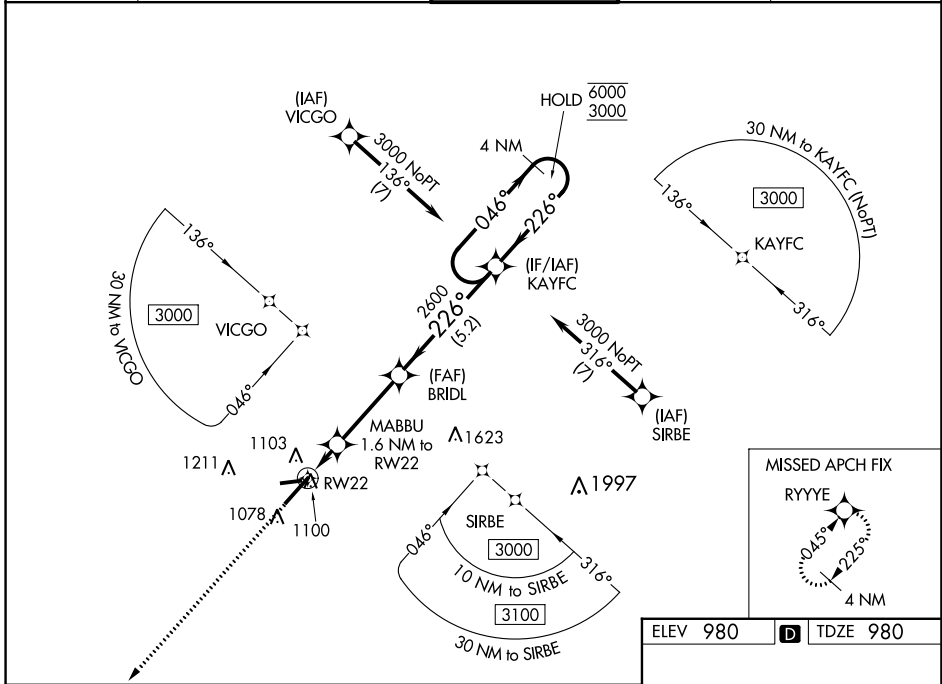 (IAF)
VICGO
3000 NoPT
136°
(7)
HOLD 6000
3000
4 NM
046°
226°
(IF/IAF)
KAYFC
30 NM to KAYFC (NoPT)
136°
3000
KAYFC
316°
136°
30 NM to VICGO
3000
VICGO
046°
2600
226°
(5.2)
3000 NoPT
316°
(7)
(IAF)
SIRBE
(FAF)
BRIDL
MABBU
1.6 NM to
RW22
1623
1103
1211
RW22
1997
1078
1100
SIRBE
046°
3000
316°
10 NM to SIRBE
3100
30 NM to SIRBE
MISSED APCH FIX
RYYYE
045°
225°
4 NM
ELEV 980 D TDZE 980